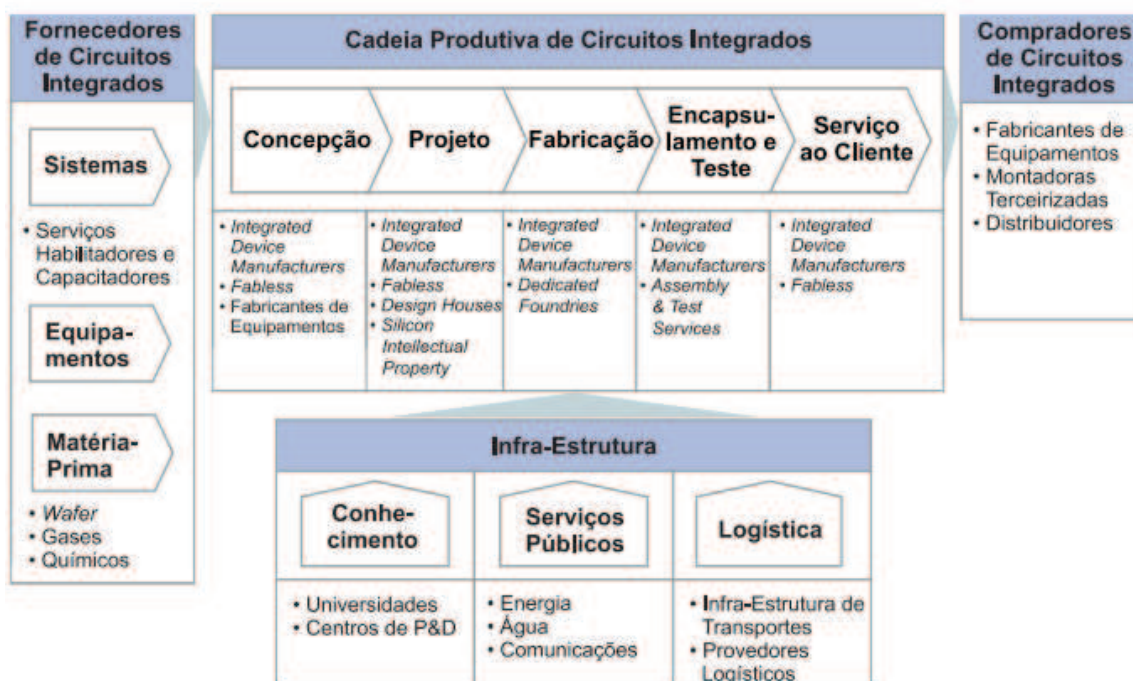 Fornecedores
de Circuitos
Integrados
Sistemas
• Serviços
Habilitadores e
Capacitadores
Equipa-
mentos
Matéria-
Prima
• Wafer
• Gases
• Químicos
Cadeia Produtiva de Circuitos Integrados
Concepção
Projeto
Fabricação
Encapsu-
lamento e
Teste
Serviço
ao Cliente
• Integrated
Device
Manufacturers
• Fabless
• Fabricantes de
Equipamentos
• Integrated
Device
Manufacturers
• Fabless
• Design Houses
• Silicon
Intellectual
Property
• Integrated
Device
Manufacturers
• Dedicated
Foundries
• Integrated
Device
Manufacturers
• Assembly
& Test
Services
• Integrated
Device
Manufacturers
• Fabless
Compradores
de Circuitos
Integrados
• Fabricantes de
Equipamentos
• Montadoras
Terceirizadas
• Distribuidores
Infra-Estrutura
Conhe-
cimento
Serviços
Públicos
Logística
• Universidades
• Centros de P&D
• Energia
• Água
• Comunicações
• Infra-Estrutura de
Transportes
• Provedores
Logísticos